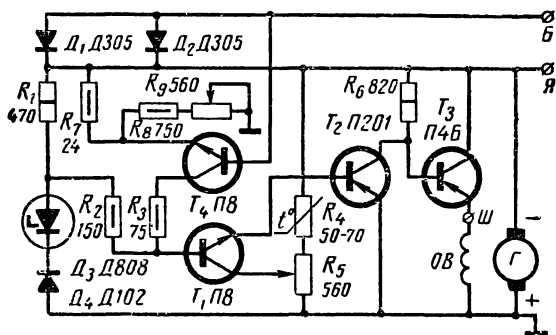 Д₁ Д305
Д₂ Д305
Б
Я
R₁
470
R₇
24
R₉ 560
R₈ 750
R₆ 820
T₂ П201
T₃
П4Б
T₄ П8
R₂
150
R₃
75
t°
R₄
50-70
R₅
560
T₁ П8
Д₃ Д808
Д₄ Д102
Ш
ОВ
Г
−
+